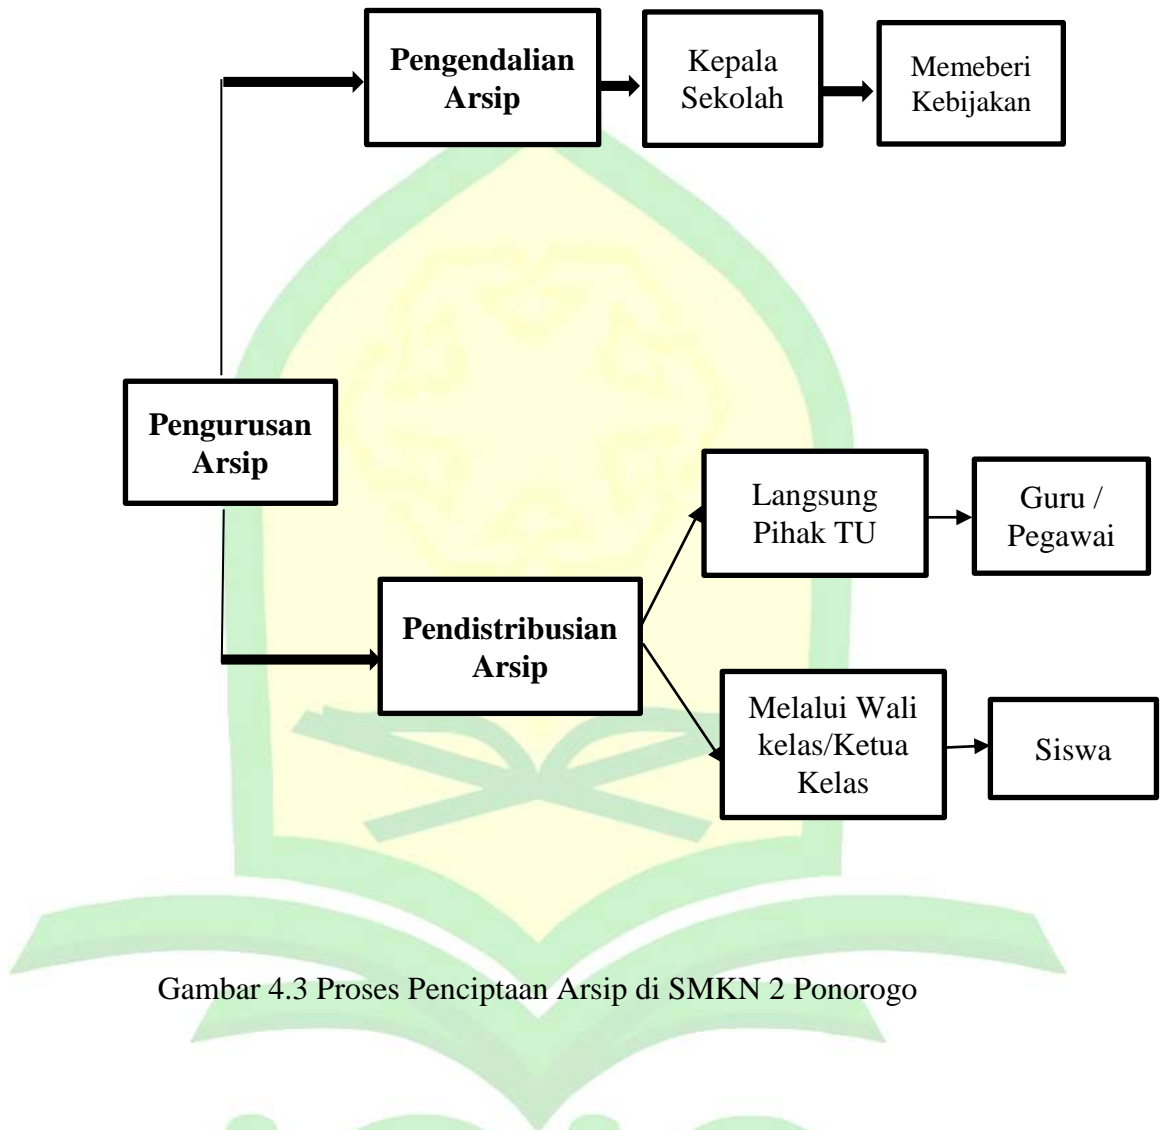 Pengendalian
Arsip
Kepala
Sekolah
Memeberi
Kebijakan
Pengurusan
Arsip
Langsung
Pihak TU
Guru /
Pegawai
Pendistribusian
Arsip
Melalui Wali
kelas/Ketua
Kelas
Siswa
Gambar 4.3 Proses Penciptaan Arsip di SMKN 2 Ponorogo